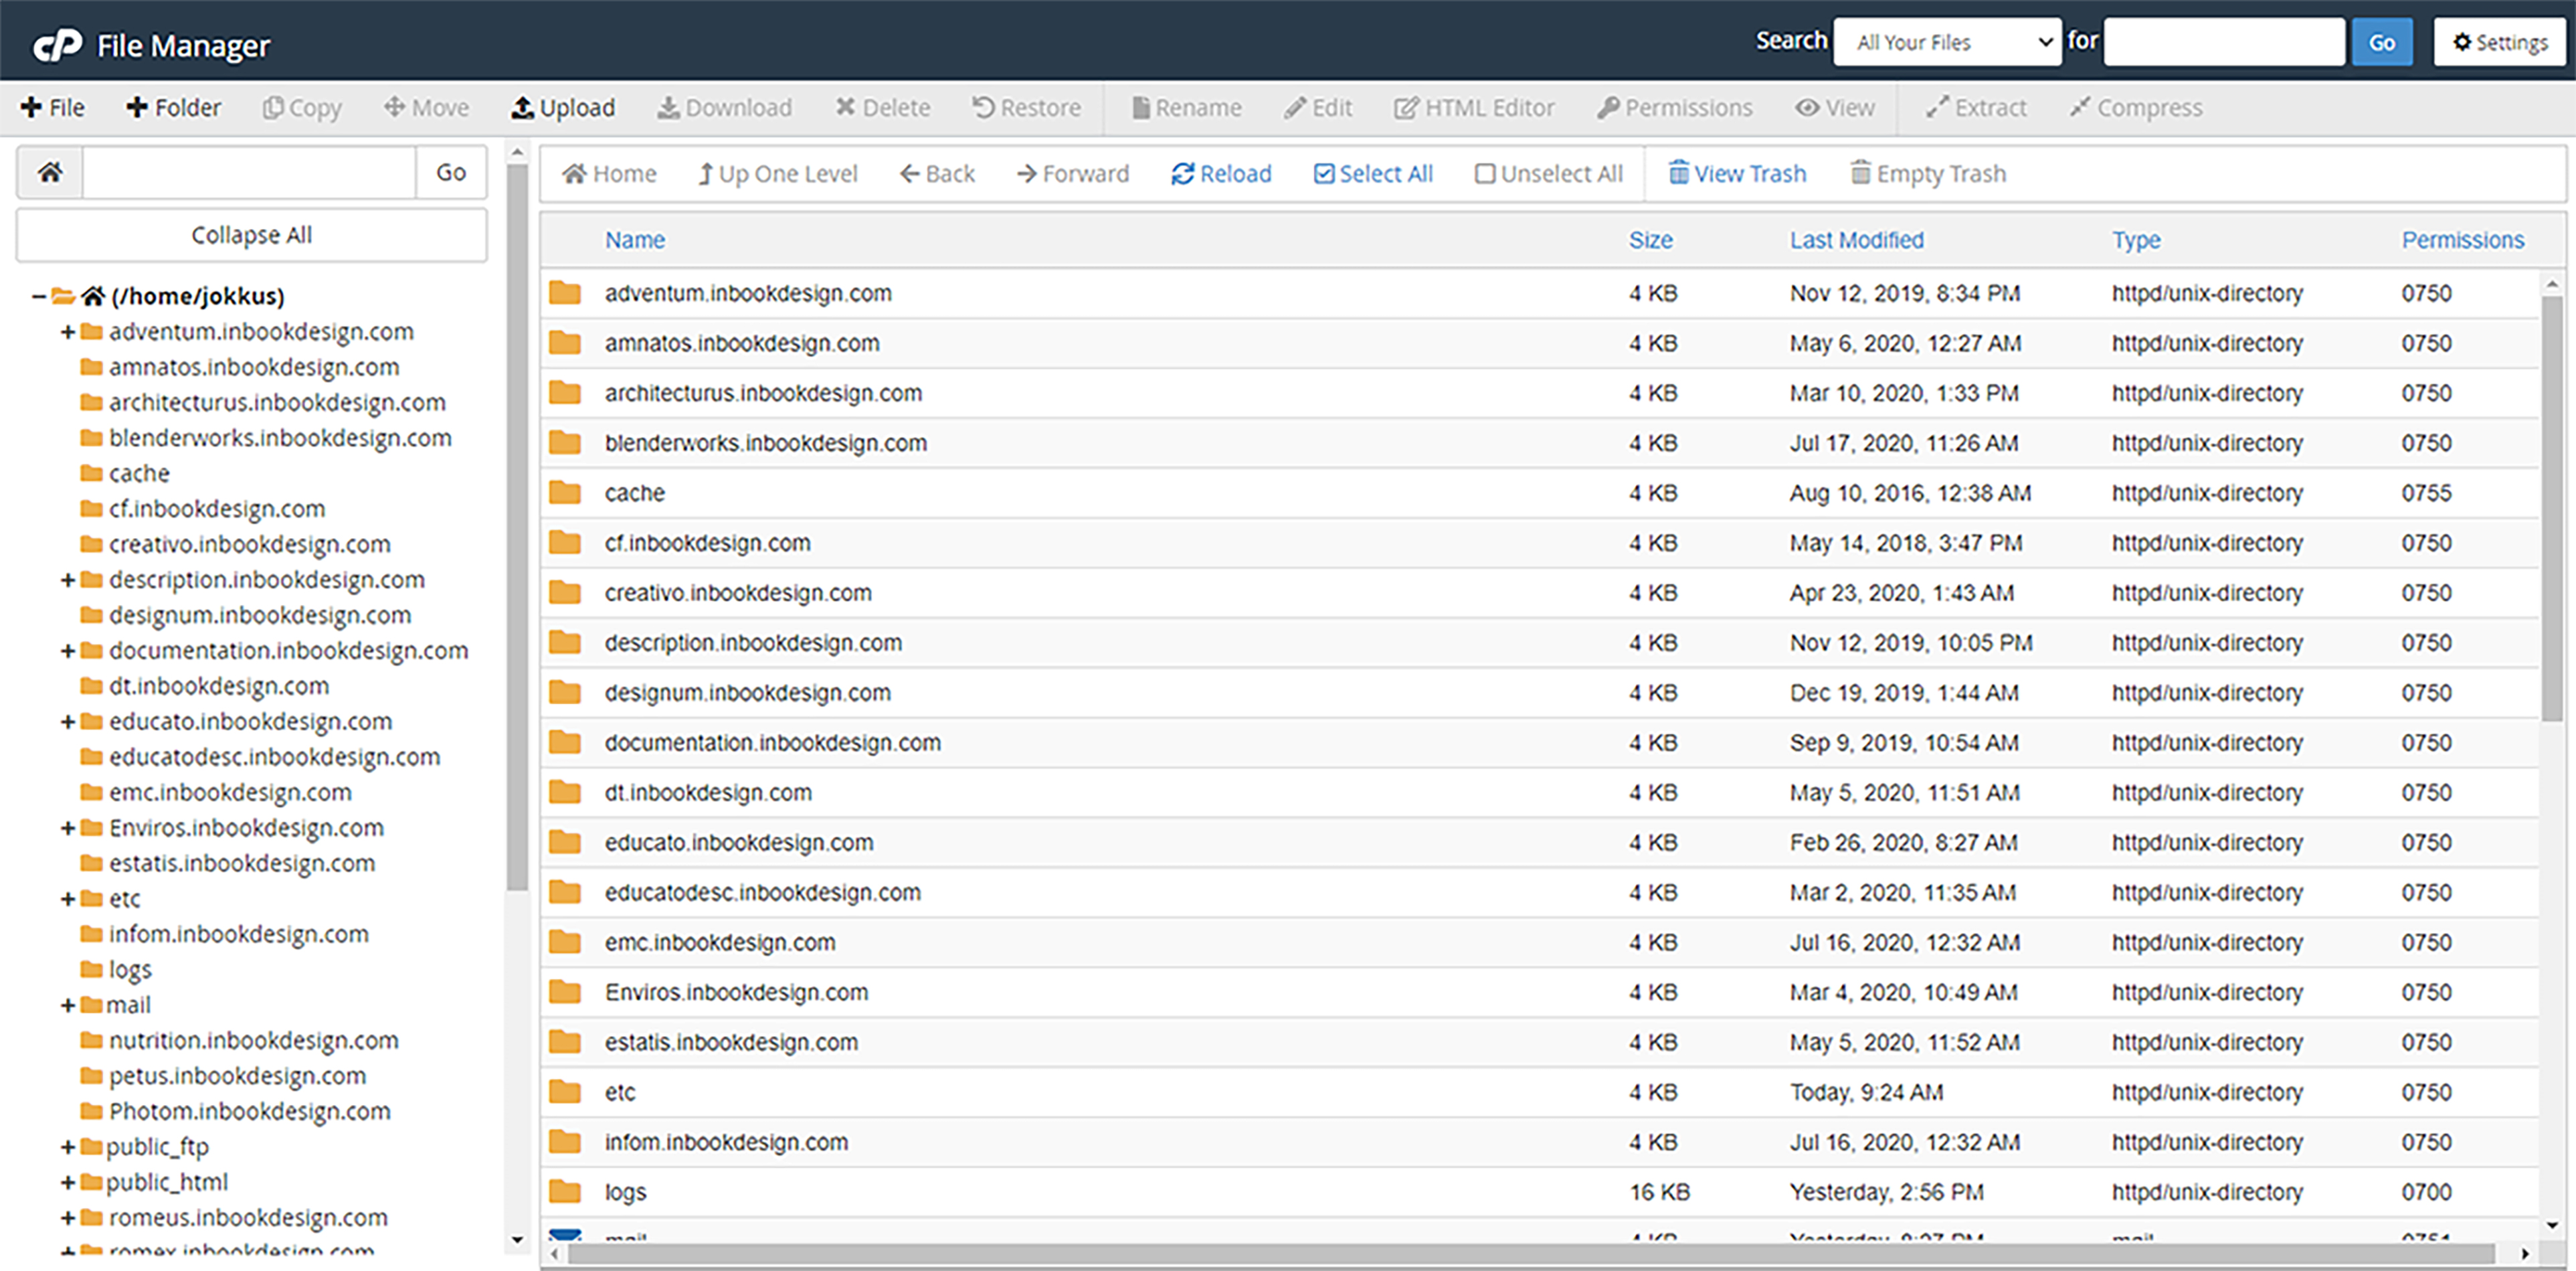 cP File Manager Search All Your Files for Go Settings
File Folder Copy Move Upload Download Delete Restore Rename Edit HTML Editor Permissions View Extract Compress
Go
Collapse All
(/home/jokkus)
adventum.inbookdesign.com
amnatos.inbookdesign.com
architecturus.inbookdesign.com
blenderworks.inbookdesign.com
cache
cf.inbookdesign.com
creativo.inbookdesign.com
description.inbookdesign.com
designum.inbookdesign.com
documentation.inbookdesign.com
dt.inbookdesign.com
educato.inbookdesign.com
educatodesc.inbookdesign.com
emc.inbookdesign.com
Enviros.inbookdesign.com
estatis.inbookdesign.com
etc
infom.inbookdesign.com
logs
mail
nutrition.inbookdesign.com
petus.inbookdesign.com
Photom.inbookdesign.com
public_ftp
public_html
romeus.inbookdesign.com
romex.inbookdesign.com
Home Up One Level Back Forward Reload Select All Unselect All View Trash Empty Trash
Name Size Last Modified Type Permissions
adventum.inbookdesign.com 4 KB Nov 12, 2019, 8:34 PM httpd/unix-directory 0750
amnatos.inbookdesign.com 4 KB May 6, 2020, 12:27 AM httpd/unix-directory 0750
architecturus.inbookdesign.com 4 KB Mar 10, 2020, 1:33 PM httpd/unix-directory 0750
blenderworks.inbookdesign.com 4 KB Jul 17, 2020, 11:26 AM httpd/unix-directory 0750
cache 4 KB Aug 10, 2016, 12:38 AM httpd/unix-directory 0755
cf.inbookdesign.com 4 KB May 14, 2018, 3:47 PM httpd/unix-directory 0750
creativo.inbookdesign.com 4 KB Apr 23, 2020, 1:43 AM httpd/unix-directory 0750
description.inbookdesign.com 4 KB Nov 12, 2019, 10:05 PM httpd/unix-directory 0750
designum.inbookdesign.com 4 KB Dec 19, 2019, 1:44 AM httpd/unix-directory 0750
documentation.inbookdesign.com 4 KB Sep 9, 2019, 10:54 AM httpd/unix-directory 0750
dt.inbookdesign.com 4 KB May 5, 2020, 11:51 AM httpd/unix-directory 0750
educato.inbookdesign.com 4 KB Feb 26, 2020, 8:27 AM httpd/unix-directory 0750
educatodesc.inbookdesign.com 4 KB Mar 2, 2020, 11:35 AM httpd/unix-directory 0750
emc.inbookdesign.com 4 KB Jul 16, 2020, 12:32 AM httpd/unix-directory 0750
Enviros.inbookdesign.com 4 KB Mar 4, 2020, 10:49 AM httpd/unix-directory 0750
estatis.inbookdesign.com 4 KB May 5, 2020, 11:52 AM httpd/unix-directory 0750
etc 4 KB Today, 9:24 AM httpd/unix-directory 0750
infom.inbookdesign.com 4 KB Jul 16, 2020, 12:32 AM httpd/unix-directory 0750
logs 16 KB Yesterday, 2:56 PM httpd/unix-directory 0700
mail 4 KB Yesterday, PM mail 0751